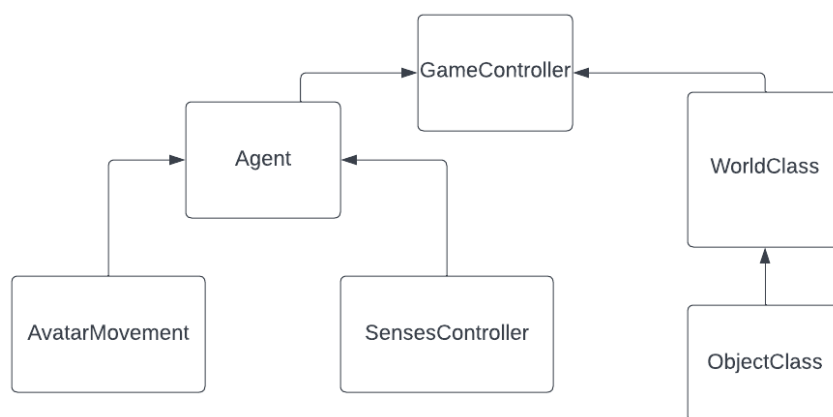 GameController
Agent
WorldClass
AvatarMovement
SensesController
ObjectClass